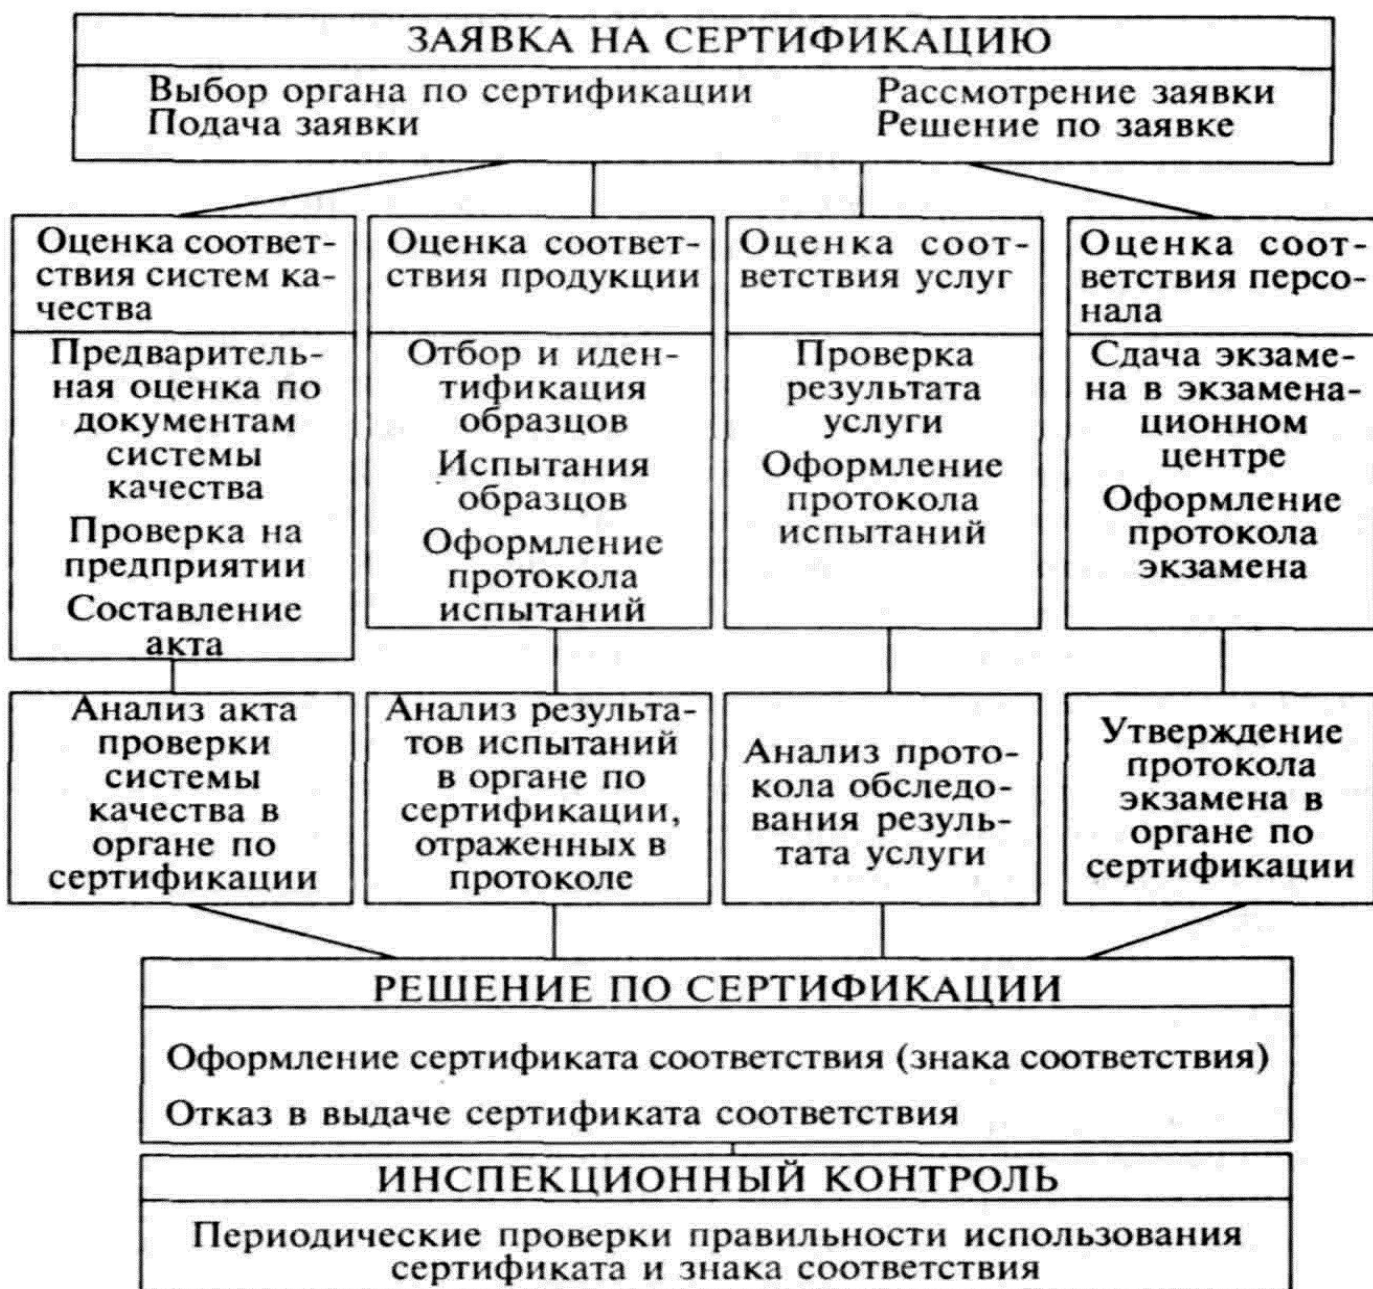 ЗАЯВКА НА СЕРТИФИКАЦИЮ
Выбор органа по сертификации
Подача заявки
Рассмотрение заявки
Решение по заявке
Оценка соответ-
ствия систем ка-
чества
Предваритель-
ная оценка по
документам
системы
качества
Проверка на
предприятии
Составление
акта
Оценка соответ-
ствия продукции
Отбор и иден-
тификация
образцов
Испытания
образцов
Оформление
протокола
испытаний
Оценка соот-
ветствия услуг
Проверка
результата
услуги
Оформление
протокола
испытаний
Оценка соот-
ветствия персо-
нала
Сдача экзаме-
на в экзамена-
ционном
центре
Оформление
протокола
экзамена
Анализ акта
проверки
системы
качества в
органе по
сертификации
Анализ результа-
тов испытаний
в органе по
сертификации,
отраженных в
протоколе
Анализ прото-
кола обследо-
вания резуль-
тата услуги
Утверждение
протокола
экзамена в
органе по
сертификации
РЕШЕНИЕ ПО СЕРТИФИКАЦИИ
Оформление сертификата соответствия (знака соответствия)
Отказ в выдаче сертификата соответствия
ИНСПЕКЦИОННЫЙ КОНТРОЛЬ
Периодические проверки правильности использования
сертификата и знака соответствия